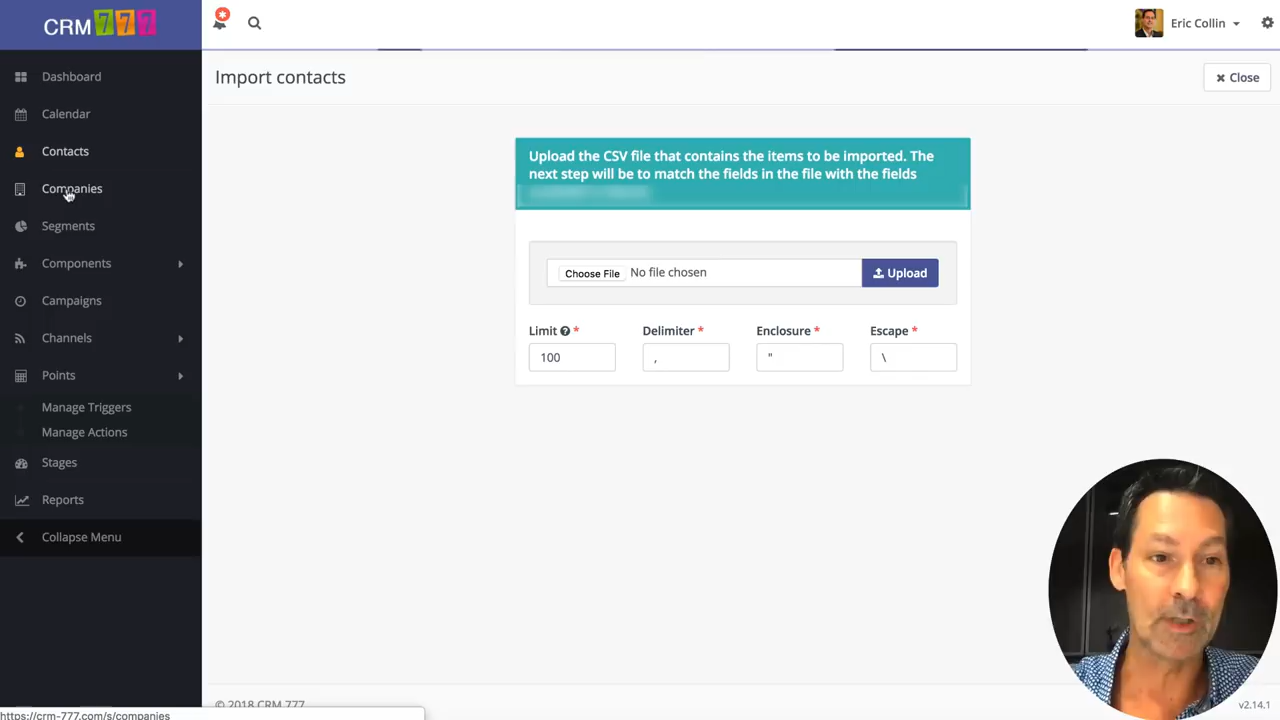 CRM777
Eric Collin
Dashboard
Calendar
Contacts
Companies
Segments
Components
Campaigns
Channels
Points
Manage Triggers
Manage Actions
Stages
Reports
Collapse Menu
Import contacts
Close
Upload the CSV file that contains the items to be imported. The
next step will be to match the fields in the file with the fields
Choose File No file chosen Upload
Limit * Delimiter * Enclosure * Escape *
100 , " \
© 2018 CRM 777
v2.14.1
https://crm-777.com/s/companies